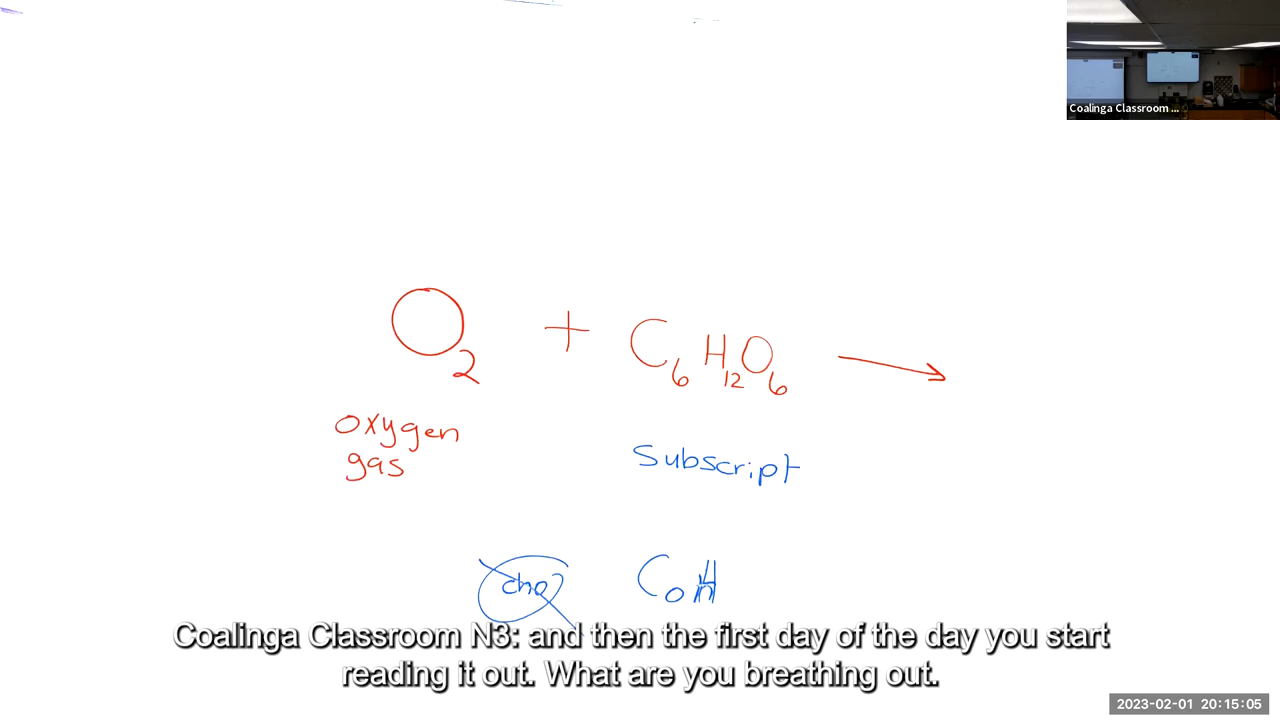 Coalinga Classroom ...
O2 + C6H12O6 →
oxygen
gas
Subscript
cho
Coalinga Classroom N3: and then the first day of the day you start
reading it out. What are you breathing out.
2023-02-01 20:15:05